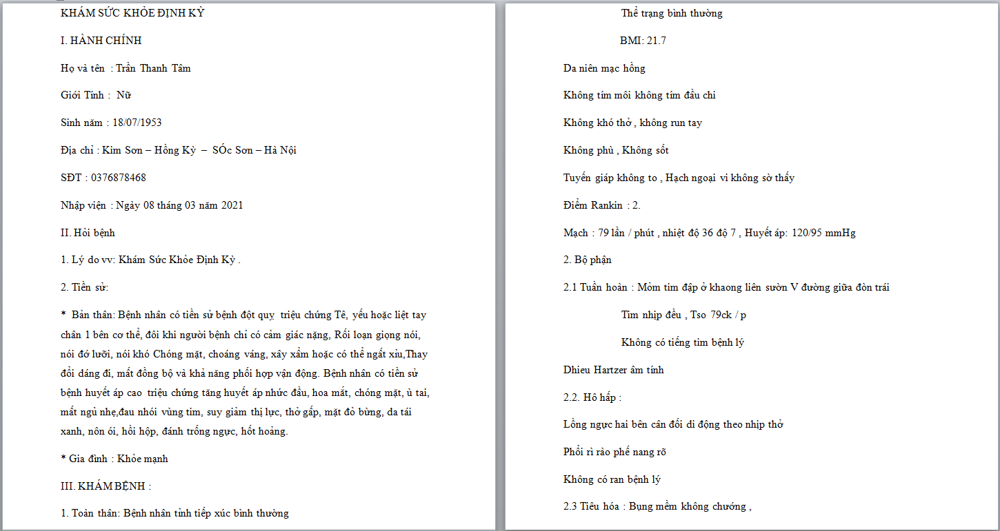 KHÁM SỨC KHỎE ĐỊNH KỲ
I. HÀNH CHÍNH
Họ và tên : Trần Thanh Tâm
Giới Tính : Nữ
Sinh năm : 18/07/1953
Địa chỉ : Kim Sơn – Hồng Kỳ – SÓc Sơn – Hà Nội
SĐT : 0376878468
Nhập viện : Ngày 08 tháng 03 năm 2021
II. Hỏi bệnh
1. Lý do vv: Khám Sức Khỏe Định Kỳ .
2. Tiền sử:
* Bản thân: Bệnh nhân có tiền sử bệnh đột quỵ triệu chứng Tê, yếu hoặc liệt tay
chân 1 bên cơ thể, đôi khi người bệnh chỉ có cảm giác nặng, Rối loạn giọng nói,
nói đớ lưỡi, nói khó Chóng mặt, choáng váng, xây xẩm hoặc có thể ngất xỉu,Thay
đổi dáng đi, mất đồng bộ và khả năng phối hợp vận động. Bệnh nhân có tiền sử
bệnh huyết áp cao triệu chứng tăng huyết áp nhức đầu, hoa mắt, chóng mặt, ù tai,
mất ngủ nhẹ,đau nhói vùng tim, suy giảm thị lực, thở gấp, mặt đỏ bừng, da tái
xanh, nôn ói, hồi hộp, đánh trống ngực, hốt hoảng.
* Gia đình : Khỏe mạnh
III. KHÁM BỆNH :
1. Toàn thân: Bệnh nhân tỉnh tiếp xúc bình thường
Thể trạng bình thường
BMI: 21.7
Da niên mạc hồng
Không tím môi không tím đầu chi
Không khó thở , không run tay
Không phù , Không sốt
Tuyến giáp không to , Hạch ngoại vi không sờ thấy
Điểm Rankin : 2.
Mạch : 79 lần / phút , nhiệt độ 36 độ 7 , Huyết áp: 120/95 mmHg
2. Bộ phận
2.1 Tuần hoàn : Mỏm tim đập ở khaong liên sườn V đường giữa đòn trái
Tim nhịp đều , Tso 79ck / p
Không có tiếng tim bệnh lý
Dhieu Hartzer âm tính
2.2. Hô hấp :
Lồng ngực hai bên cân đối di động theo nhịp thở
Phổi rì rào phế nang rõ
Không có ran bệnh lý
2.3 Tiêu hóa : Bụng mềm không chướng ,